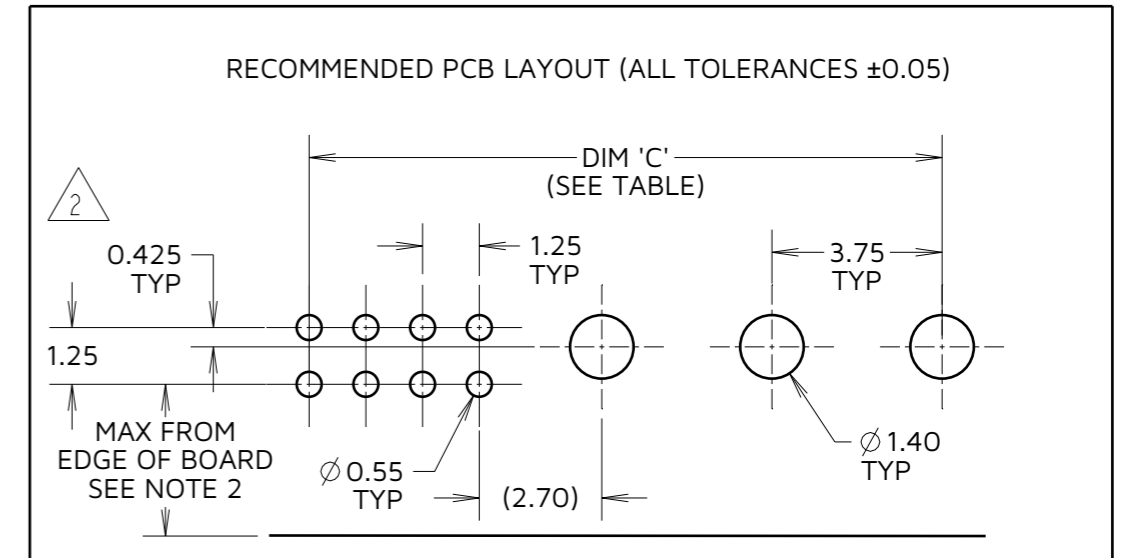 RECOMMENDED PCB LAYOUT (ALL TOLERANCES ±0.05)
DIM 'C'
(SEE TABLE)
2
0.425
TYP
1.25
TYP
3.75
TYP
1.25
MAX FROM
EDGE OF BOARD
SEE NOTE 2
∅0.55
TYP
(2.70)
∅1.40
TYP